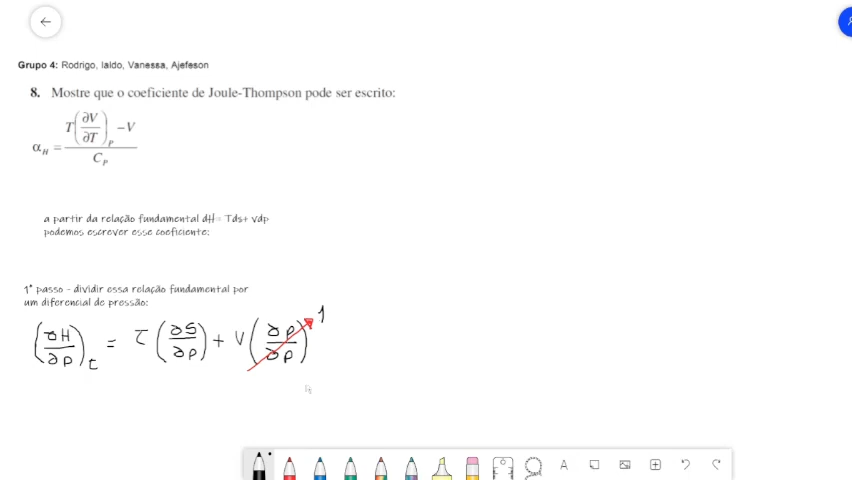 Grupo 4: Rodrigo, Ialdo, Vanessa, Ajefeson
8. Mostre que o coeficiente de Joule-Thompson pode ser escrito:
α_H = (T(∂V/∂T)_P − V) / C_P
a partir da relação fundamental dH= Tds+ vdp
podemos escrever esse coeficiente:
1° passo - dividir essa relação fundamental por
um diferencial de pressão:
(∂H/∂P)_T = T (∂S/∂P) + V (∂P/∂P) 1
A